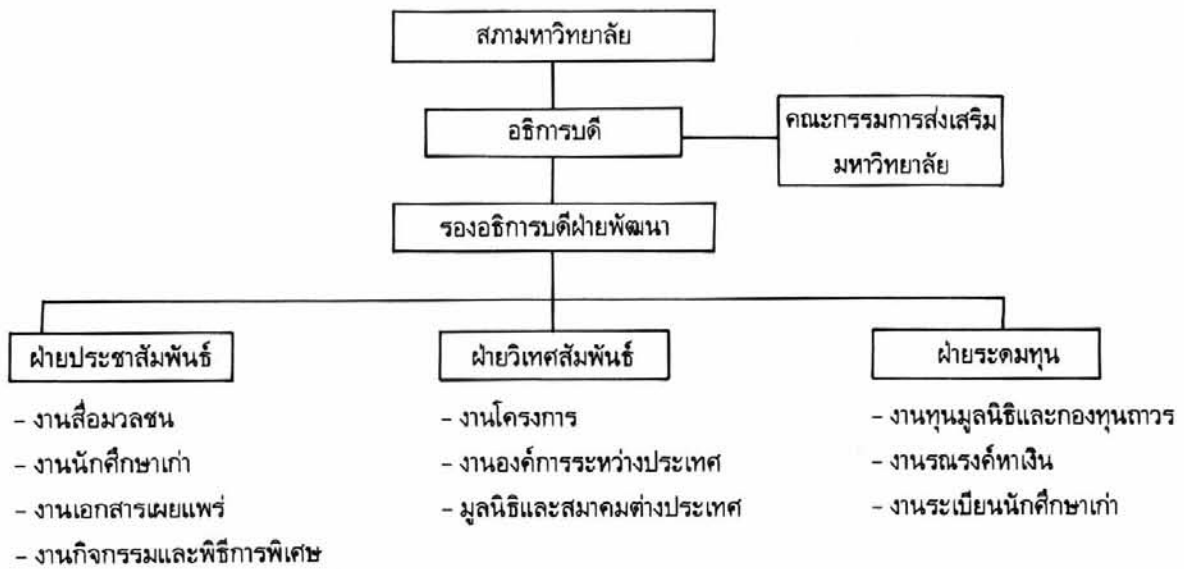 สภามหาวิทยาลัย
อธิการบดี
คณะกรรมการส่งเสริม
มหาวิทยาลัย
รองอธิการบดีฝ่ายพัฒนา
ฝ่ายประชาสัมพันธ์
- งานสื่อมวลชน
- งานนักศึกษาเก่า
- งานเอกสารเผยแพร่
- งานกิจกรรมและพิธีการพิเศษ
ฝ่ายวิเทศสัมพันธ์
- งานโครงการ
- งานองค์การระหว่างประเทศ
- มูลนิธิและสมาคมต่างประเทศ
ฝ่ายระดมทุน
- งานทุนมูลนิธิและกองทุนถาวร
- งานรณรงค์หาเงิน
- งานระเบียนนักศึกษาเก่า